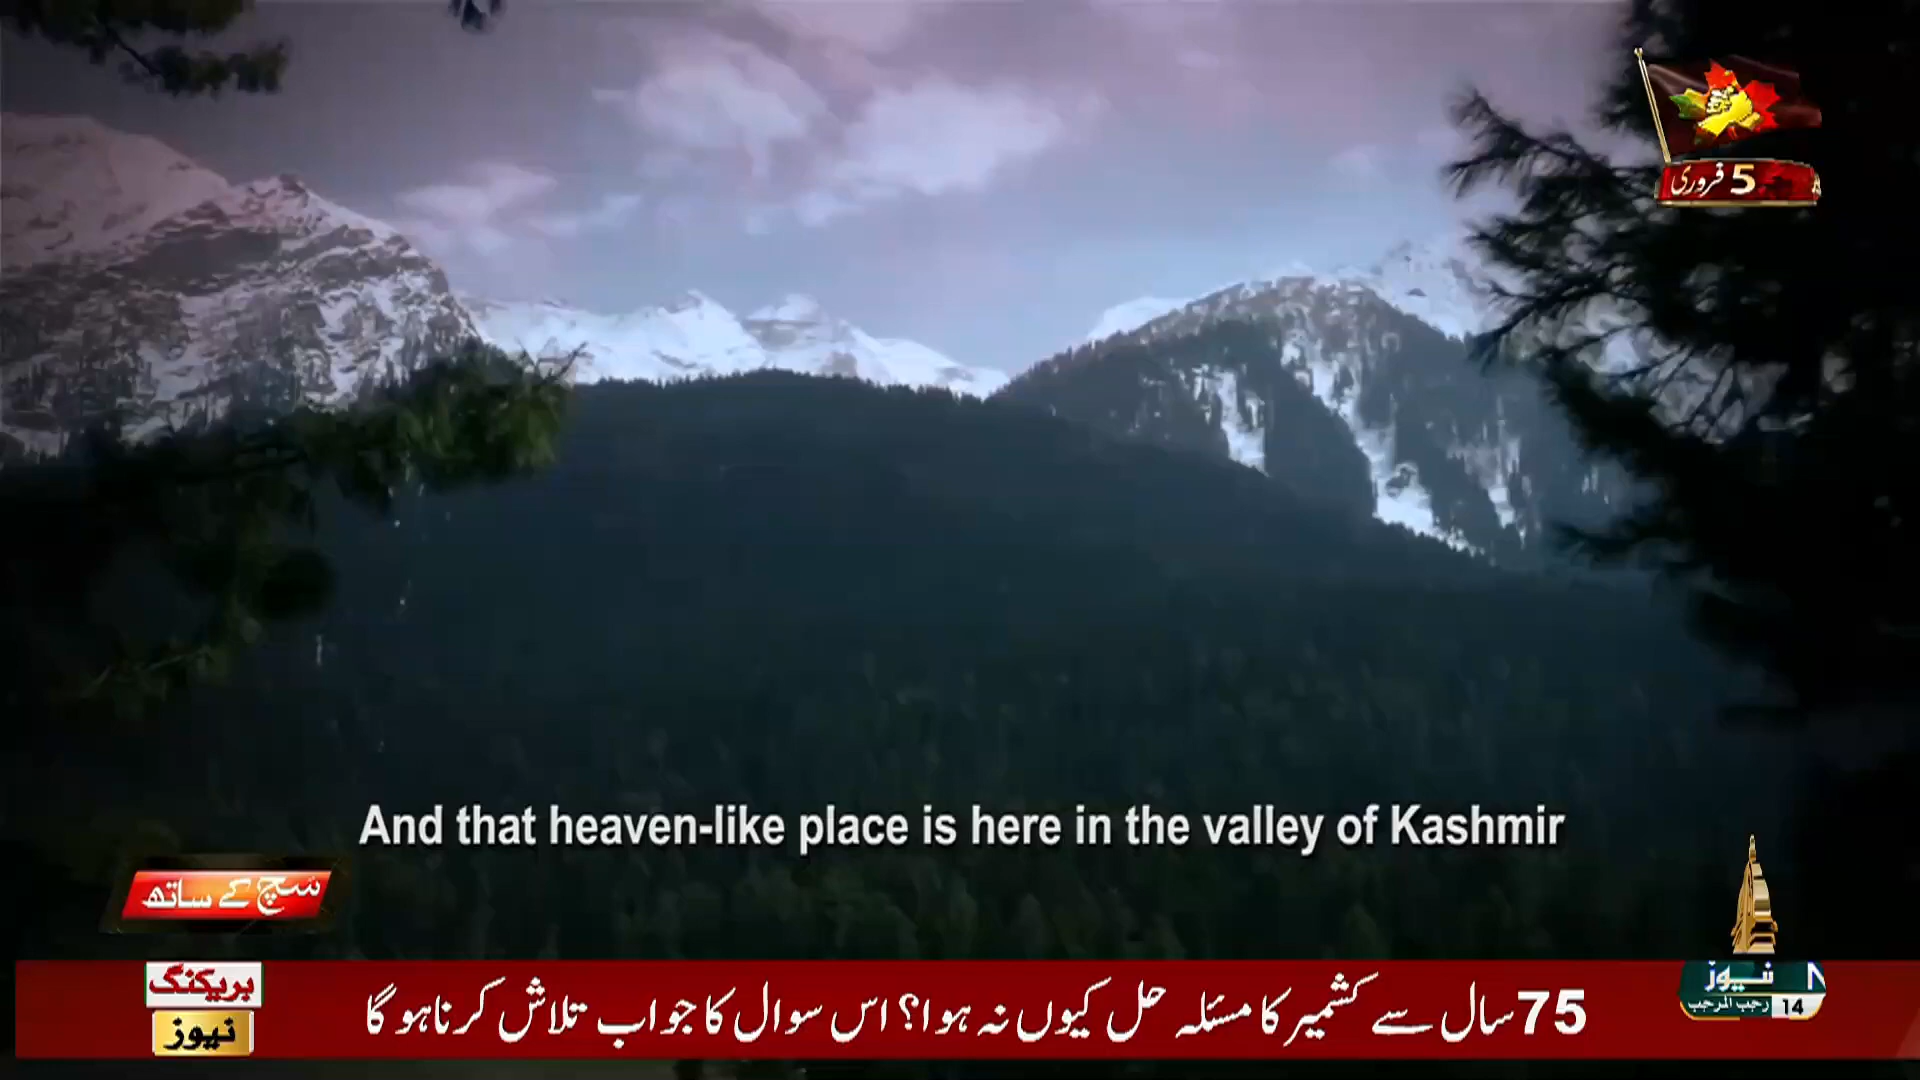 5 فروری
And that heaven-like place is here in the valley of Kashmir
سچ کے ساتھ
بریکنگ
نیوز
75 سال سے کشمیر کا مسئلہ حل کیوں نہ ہوا؟ اس سوال کا جواب تلاش کرنا ہو گا
نیوز N
14 رجب المرجب